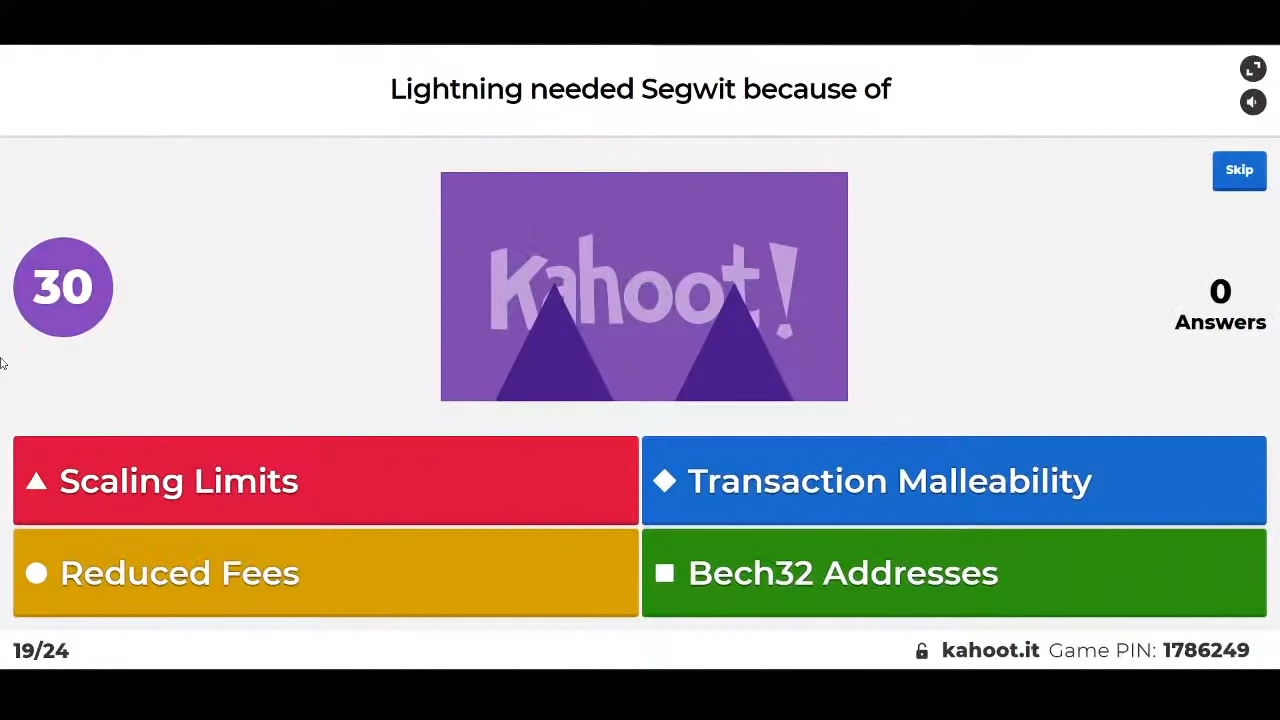 Lightning needed Segwit because of
Skip
Kahoot!
30
0
Answers
Scaling Limits
Transaction Malleability
Reduced Fees
Bech32 Addresses
19/24
kahoot.it Game PIN: 1786249